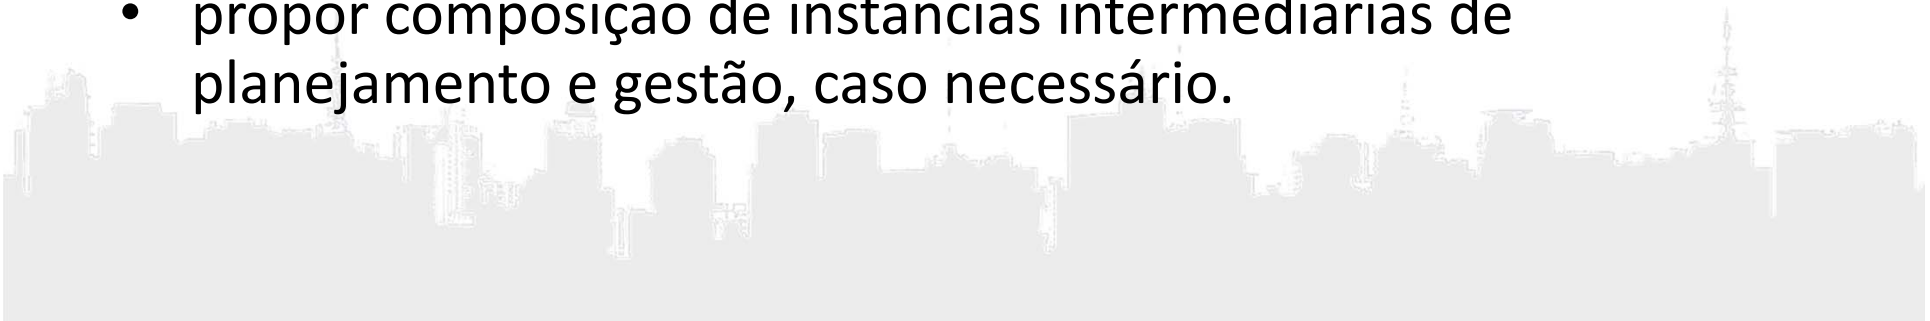 • propor composição de instâncias intermediárias de
planejamento e gestão, caso necessário.